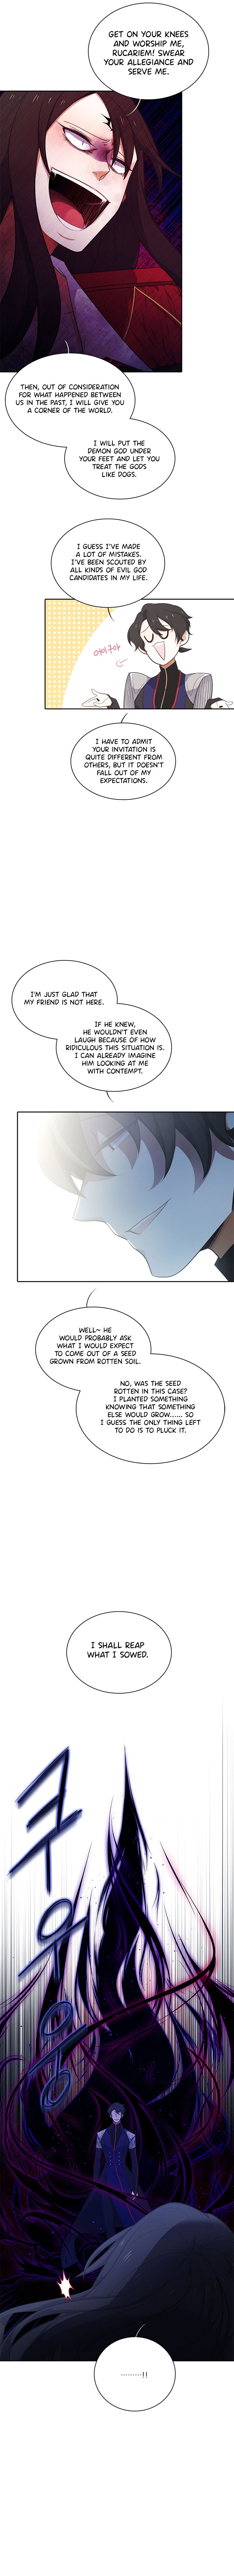 GET ON YOUR KNEES
AND WORSHIP ME,
RUCARIEM! SWEAR
YOUR ALLEGIANCE AND
SERVE ME.
THEN, OUT OF CONSIDERATION
FOR WHAT HAPPENED BETWEEN
US IN THE PAST, I WILL GIVE YOU
A CORNER OF THE WORLD.
I WILL PUT THE
DEMON GOD UNDER
YOUR FEET AND LET YOU
TREAT THE GODS
LIKE DOGS.
I GUESS I'VE MADE
A LOT OF MISTAKES.
I'VE BEEN SCOUTED BY
ALL KINDS OF EVIL GOD
CANDIDATES IN MY LIFE.
아이구야
I HAVE TO ADMIT
YOUR INVITATION IS
QUITE DIFFERENT FROM
OTHERS, BUT IT DOESN'T
FALL OUT OF MY
EXPECTATIONS.
I'M JUST GLAD THAT
MY FRIEND IS NOT HERE.
IF HE KNEW,
HE WOULDN'T EVEN
LAUGH BECAUSE OF HOW
RIDICULOUS THIS SITUATION IS.
I CAN ALREADY IMAGINE
HIM LOOKING AT ME
WITH CONTEMPT.
WELL~ HE
WOULD PROBABLY ASK
WHAT I WOULD EXPECT
TO COME OUT OF A SEED
GROWN FROM ROTTEN SOIL.
NO, WAS THE SEED
ROTTEN IN THIS CASE?
I PLANTED SOMETHING
KNOWING THAT SOMETHING
ELSE WOULD GROW...... SO
I GUESS THE ONLY THING LEFT
TO DO IS TO PLUCK IT.
I SHALL REAP
WHAT I SOWED.
쿠
우
웅
.........!!